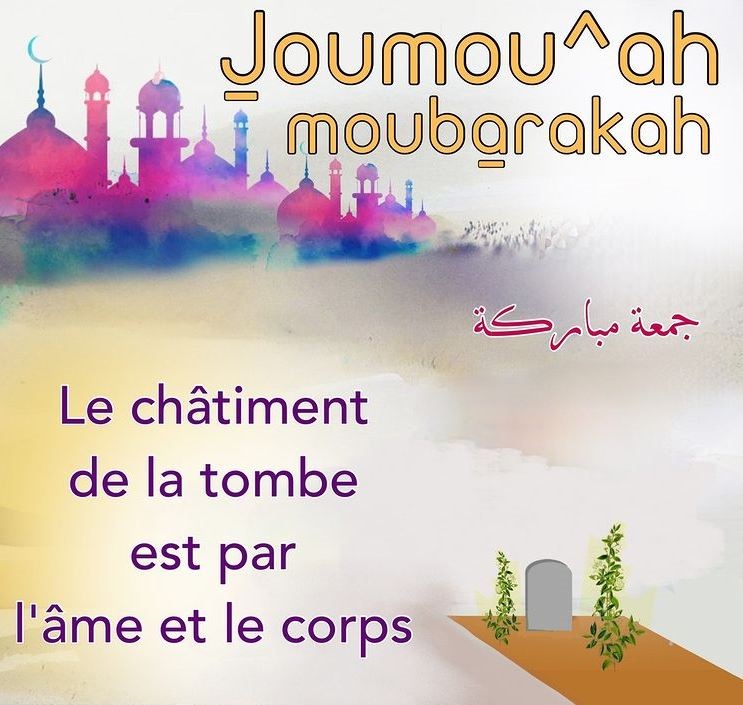 Joumou^ah
moubarakah
جمعة مباركة
Le châtiment
de la tombe
est par
l'âme et le corps